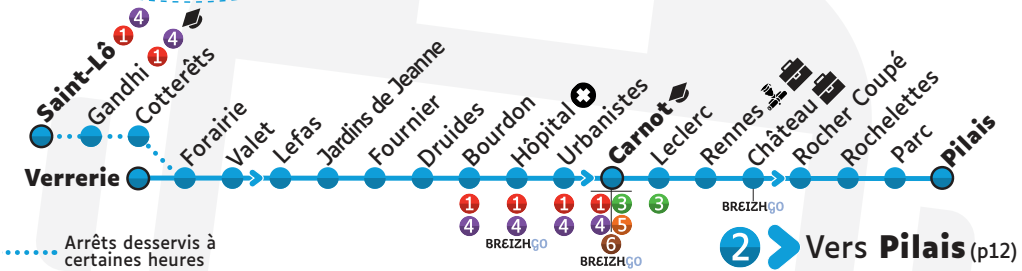 4
1
Saint-Lô
4
1
Gandhi
Cotterêts
Forairie
Valet
Lefas
Jardins de Jeanne
Fournier
Druides
Bourdon
Hôpital
Urbanistes
Carnot
Leclerc
Rennes
Château
Rocher Coupé
Rochelettes
Parc
Pilais
Verrerie
1 1 1 1 3 3
4 4 4 4 5
6
BREIZHGO
BREIZHGO
BREIZHGO
Arrêts desservis à
certaines heures
2 Vers Pilais (p12)